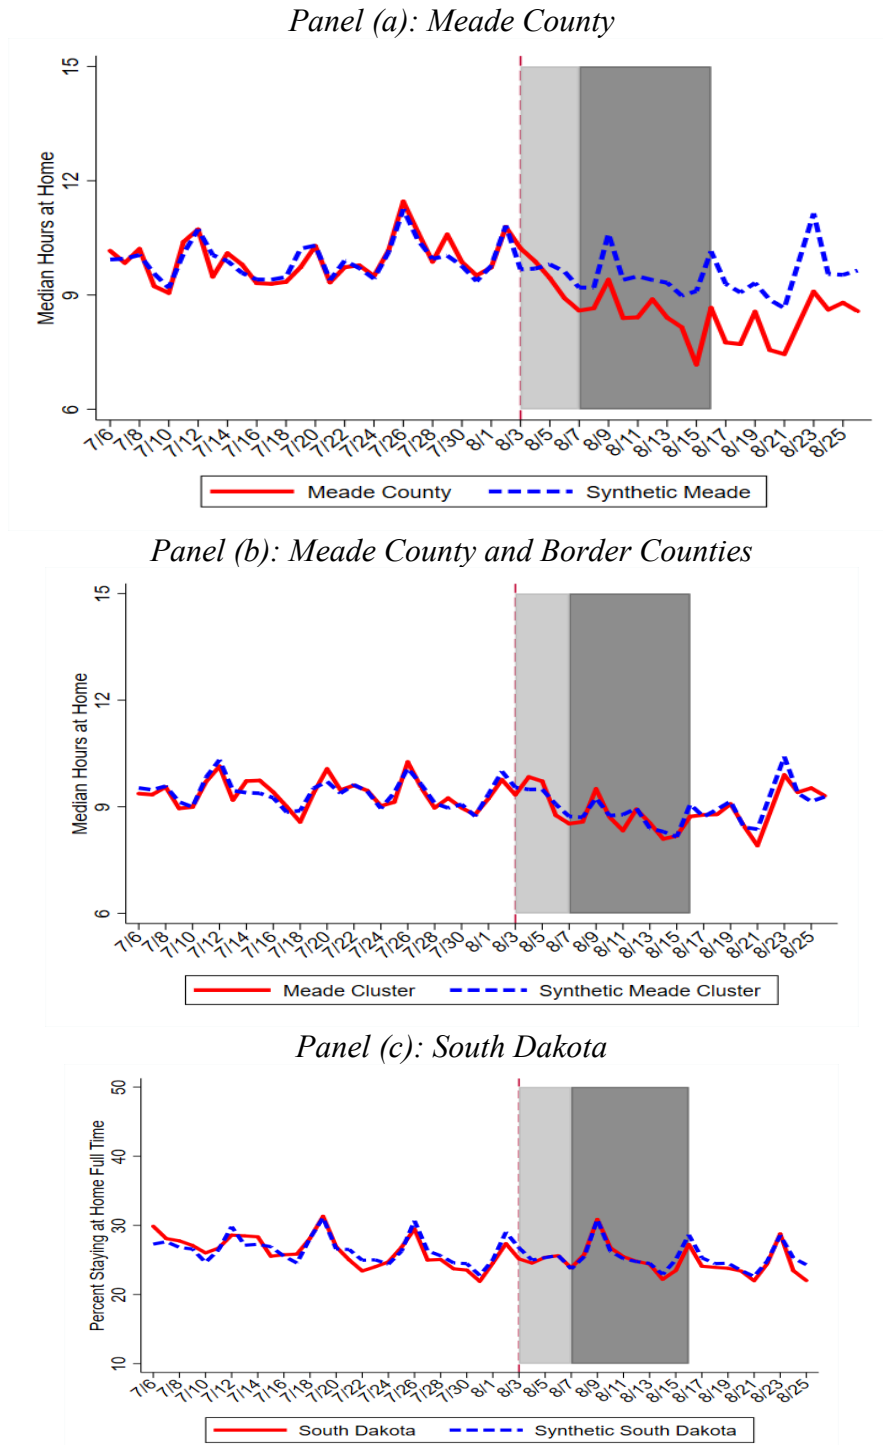 Panel (a): Meade County
Median Hours at Home
15
12
9
6
7/6 7/8 7/10 7/12 7/14 7/16 7/18 7/20 7/22 7/24 7/26 7/28 7/30 8/1 8/3 8/5 8/7 8/9 8/11 8/13 8/15 8/17 8/19 8/21 8/23 8/25
Meade County Synthetic Meade
Panel (b): Meade County and Border Counties
Median Hours at Home
15
12
9
6
7/6 7/8 7/10 7/12 7/14 7/16 7/18 7/20 7/22 7/24 7/26 7/28 7/30 8/1 8/3 8/5 8/7 8/9 8/11 8/13 8/15 8/17 8/19 8/21 8/23 8/25
Meade Cluster Synthetic Meade Cluster
Panel (c): South Dakota
Percent Staying at Home Full Time
50
40
30
20
10
7/6 7/8 7/10 7/12 7/14 7/16 7/18 7/20 7/22 7/24 7/26 7/28 7/30 8/1 8/3 8/5 8/7 8/9 8/11 8/13 8/15 8/17 8/19 8/21 8/23 8/25
South Dakota Synthetic South Dakota